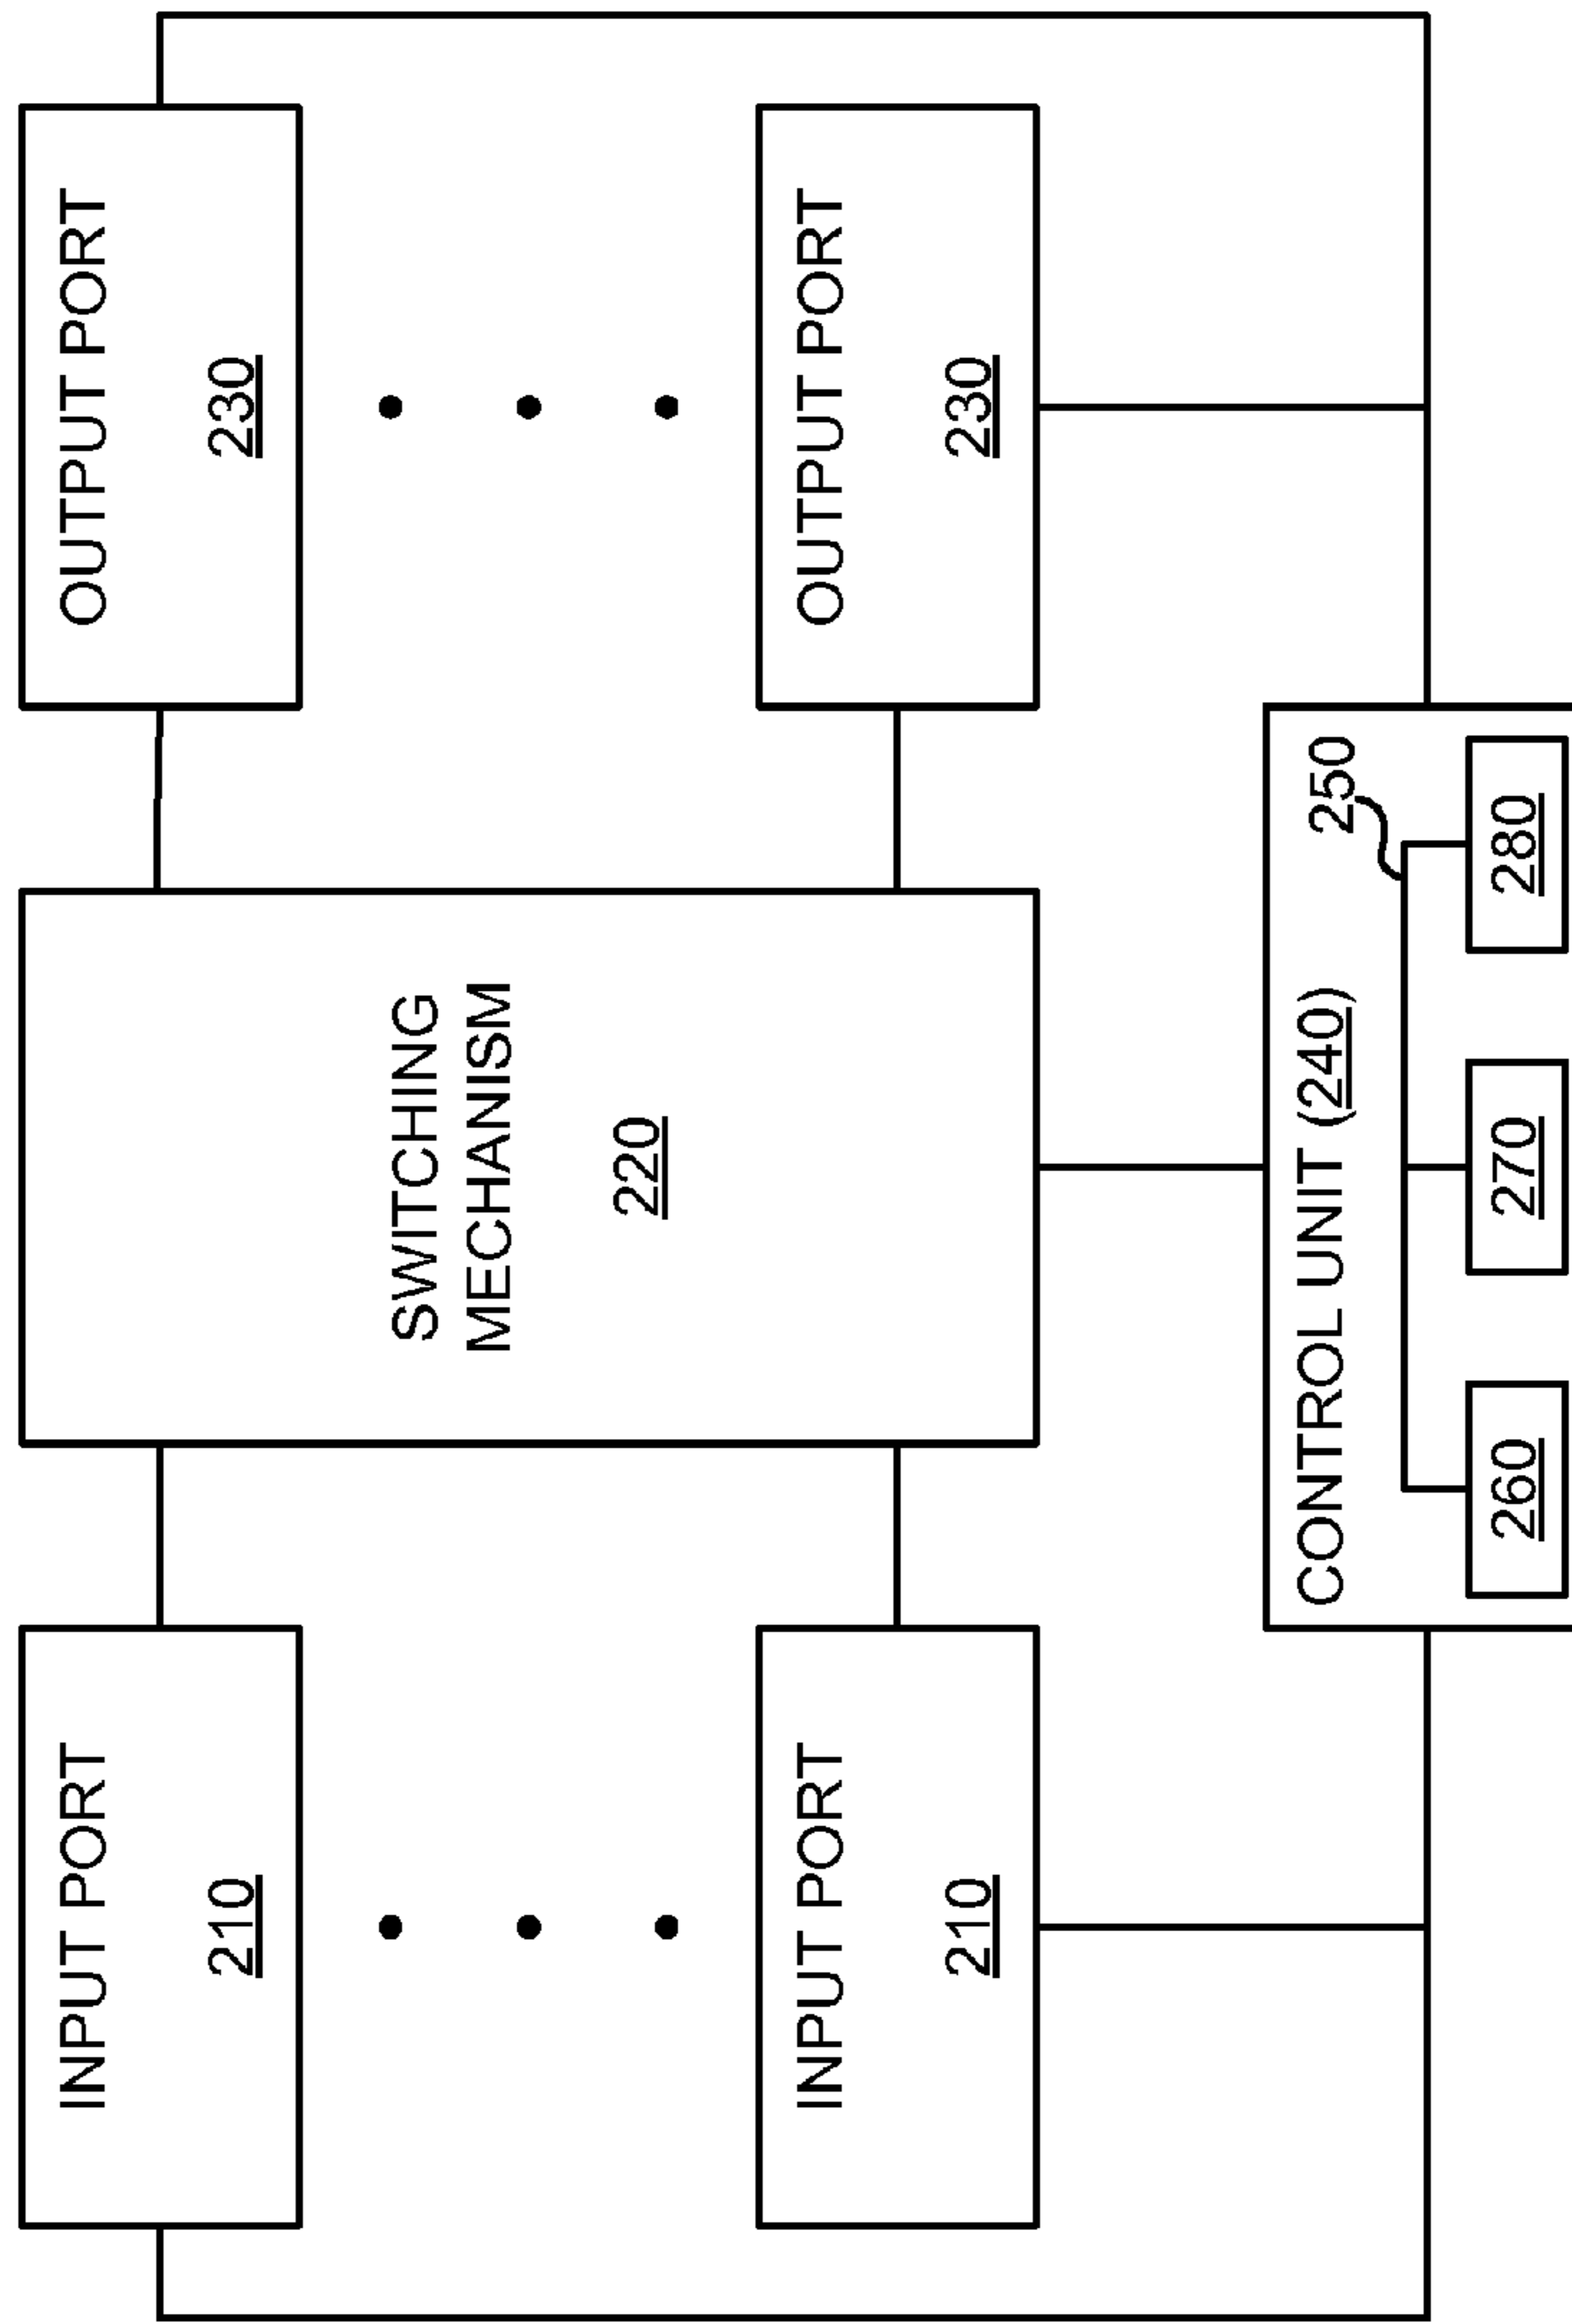 INPUT PORT
210
INPUT PORT
210
SWITCHING
MECHANISM
220
OUTPUT PORT
230
OUTPUT PORT
230
CONTROL UNIT (240)
250
260
270
280